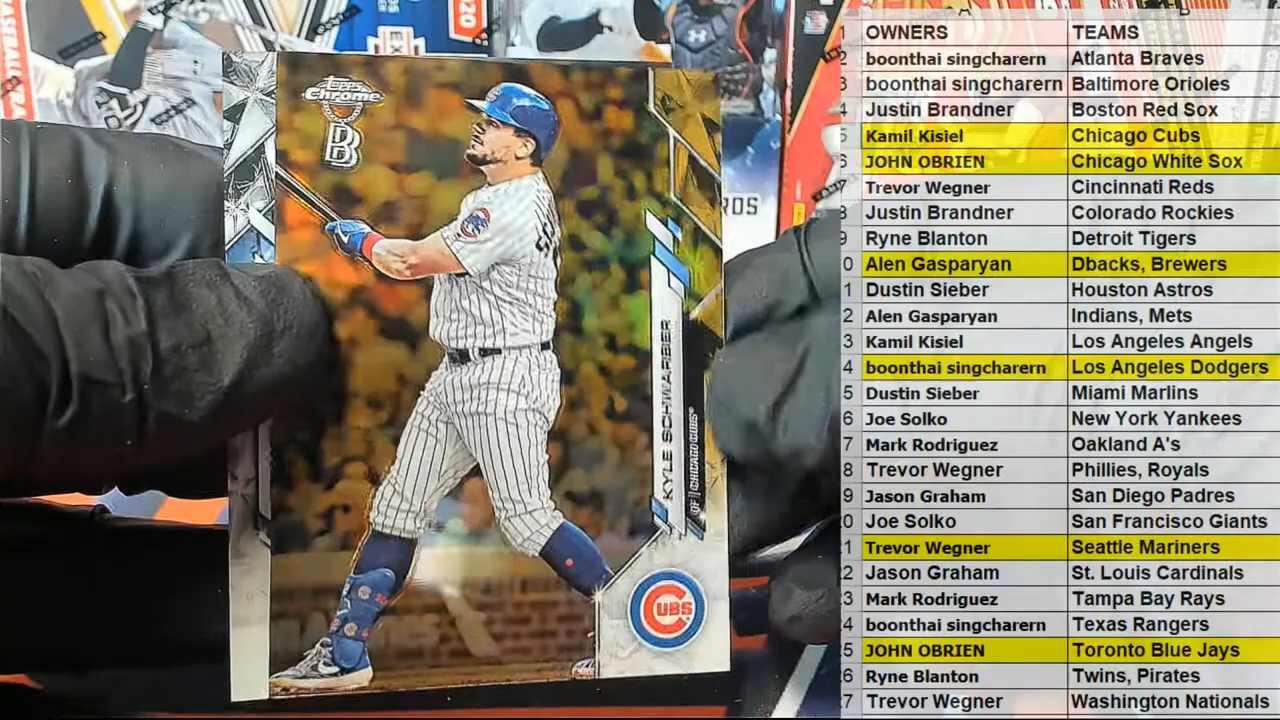 Topps
Chrome
B
KYLE SCHWARBER
OF | CHICAGO CUBS®
CUBS
2020
ROS
OWNERS TEAMS
boonthai singcharern Atlanta Braves
boonthai singcharern Baltimore Orioles
Justin Brandner Boston Red Sox
Kamil Kisiel Chicago Cubs
JOHN OBRIEN Chicago White Sox
Trevor Wegner Cincinnati Reds
Justin Brandner Colorado Rockies
Ryne Blanton Detroit Tigers
Alen Gasparyan Dbacks, Brewers
Dustin Sieber Houston Astros
Alen Gasparyan Indians, Mets
Kamil Kisiel Los Angeles Angels
boonthai singcharern Los Angeles Dodgers
Dustin Sieber Miami Marlins
Joe Solko New York Yankees
Mark Rodriguez Oakland A's
Trevor Wegner Phillies, Royals
Jason Graham San Diego Padres
Joe Solko San Francisco Giants
Trevor Wegner Seattle Mariners
Jason Graham St. Louis Cardinals
Mark Rodriguez Tampa Bay Rays
boonthai singcharern Texas Rangers
JOHN OBRIEN Toronto Blue Jays
Ryne Blanton Twins, Pirates
Trevor Wegner Washington Nationals